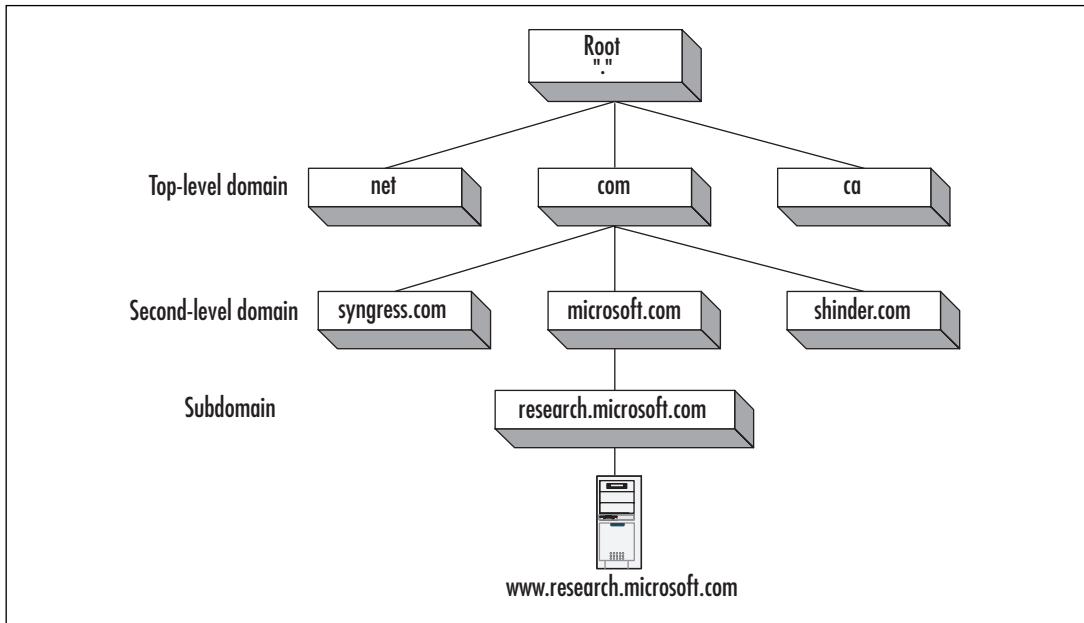 Root
"."
Top-level domain
net
com
ca
Second-level domain
syngress.com
microsoft.com
shinder.com
Subdomain
research.microsoft.com
www.research.microsoft.com